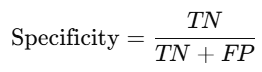 Specificity = TN / TN + FP